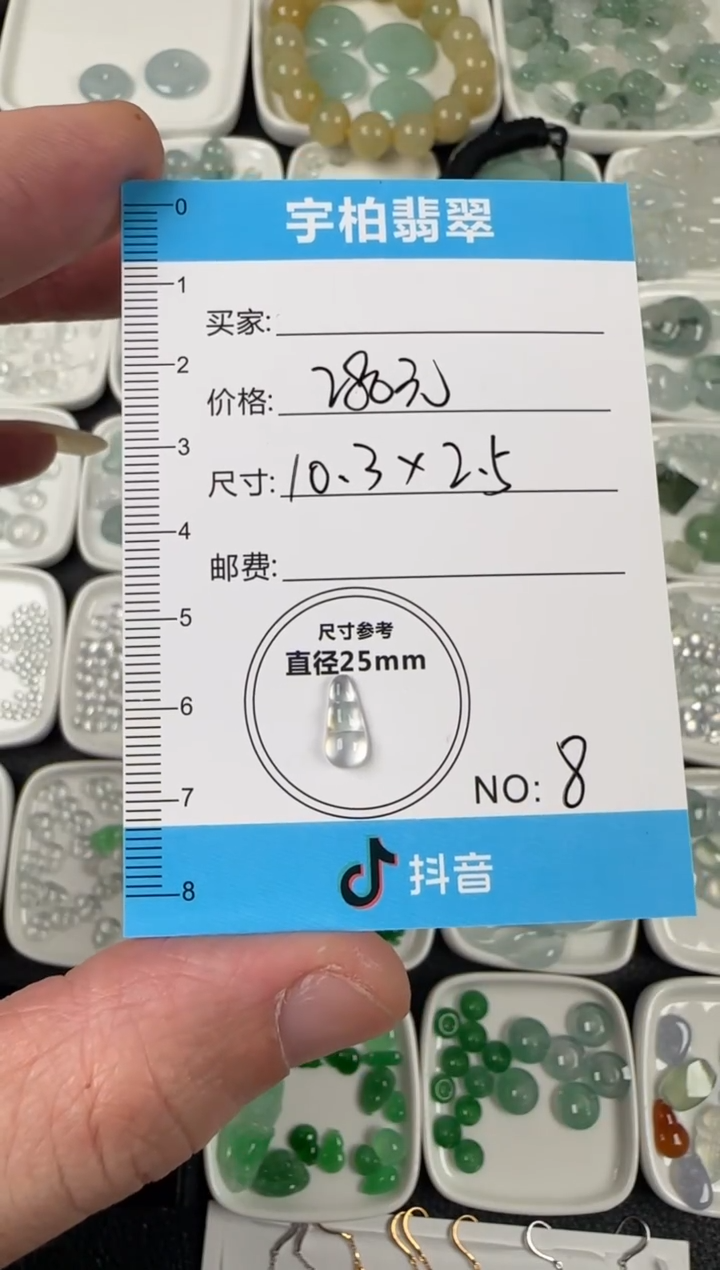 宇柏翡翠
0
1
买家:
2
价格: 280元
3
尺寸: 10.3×2.5
4
邮费:
5
尺寸参考
直径25mm
6
NO: 8
7
抖音
8